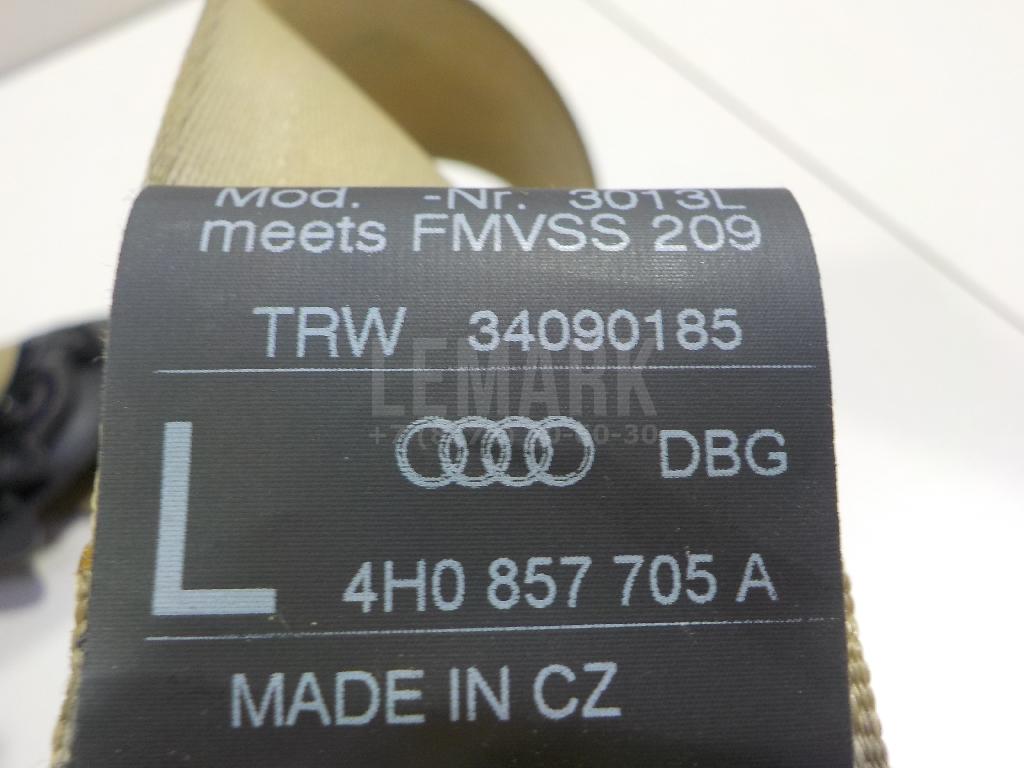 Mod. -Nr. 3013L
meets FMVSS 209
TRW 34090185
LEMARK
L
DBG
4H0 857 705 A
MADE IN CZ